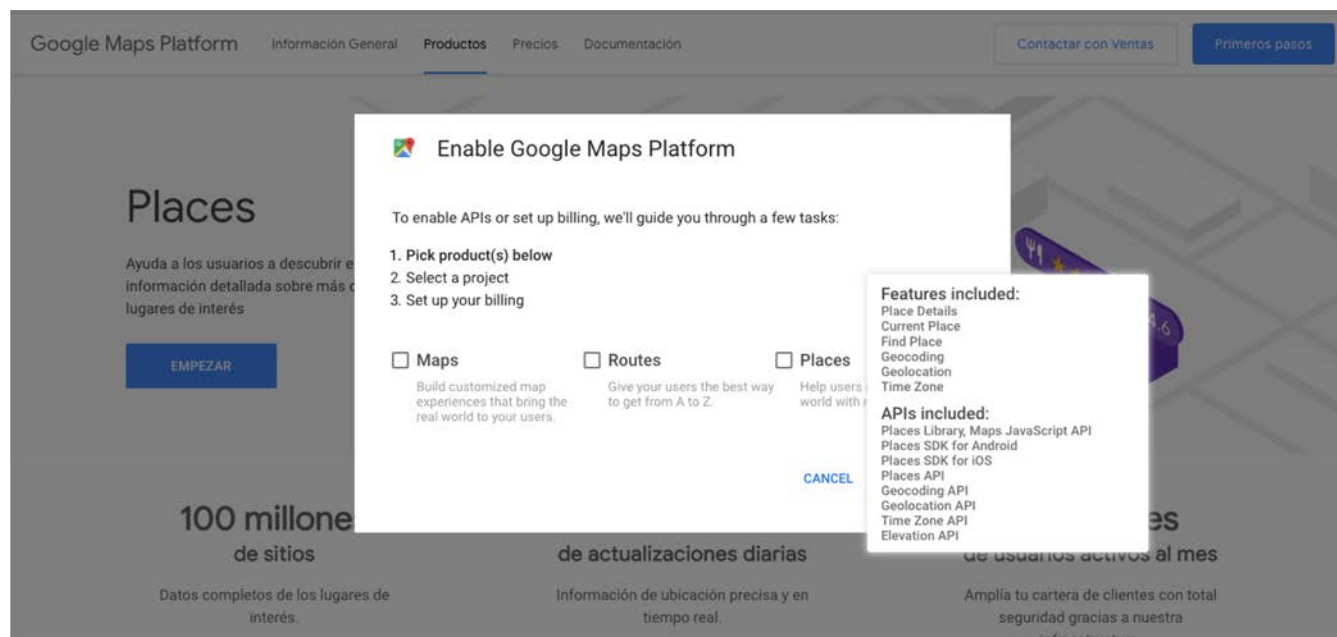 Google Maps Platform Información General Productos Precios Documentación Contactar con Ventas Primeros pasos
Enable Google Maps Platform
Places
To enable APIs or set up billing, we'll guide you through a few tasks:
Ayuda a los usuarios a descubrir e
información detallada sobre más
lugares de interés
1. Pick product(s) below
2. Select a project
3. Set up your billing
EMPEZAR
4.6
Maps
Build customized map
experiences that bring the
real world to your users.
Routes
Give your users the best way
to get from A to Z.
Places
Help users
world with
Features included:
Place Details
Current Place
Find Place
Geocoding
Geolocation
Time Zone
APIs included:
Places Library, Maps JavaScript API
Places SDK for Android
Places SDK for iOS
Places API
Geocoding API
Geolocation API
Time Zone API
Elevation API
CANCEL
100 millone
de sitios
Datos completos de los lugares de
interés.
de actualizaciones diarias
Información de ubicación precisa y en
tiempo real.
es
de usuarios activos al mes
Amplía tu cartera de clientes con total
seguridad gracias a nuestra